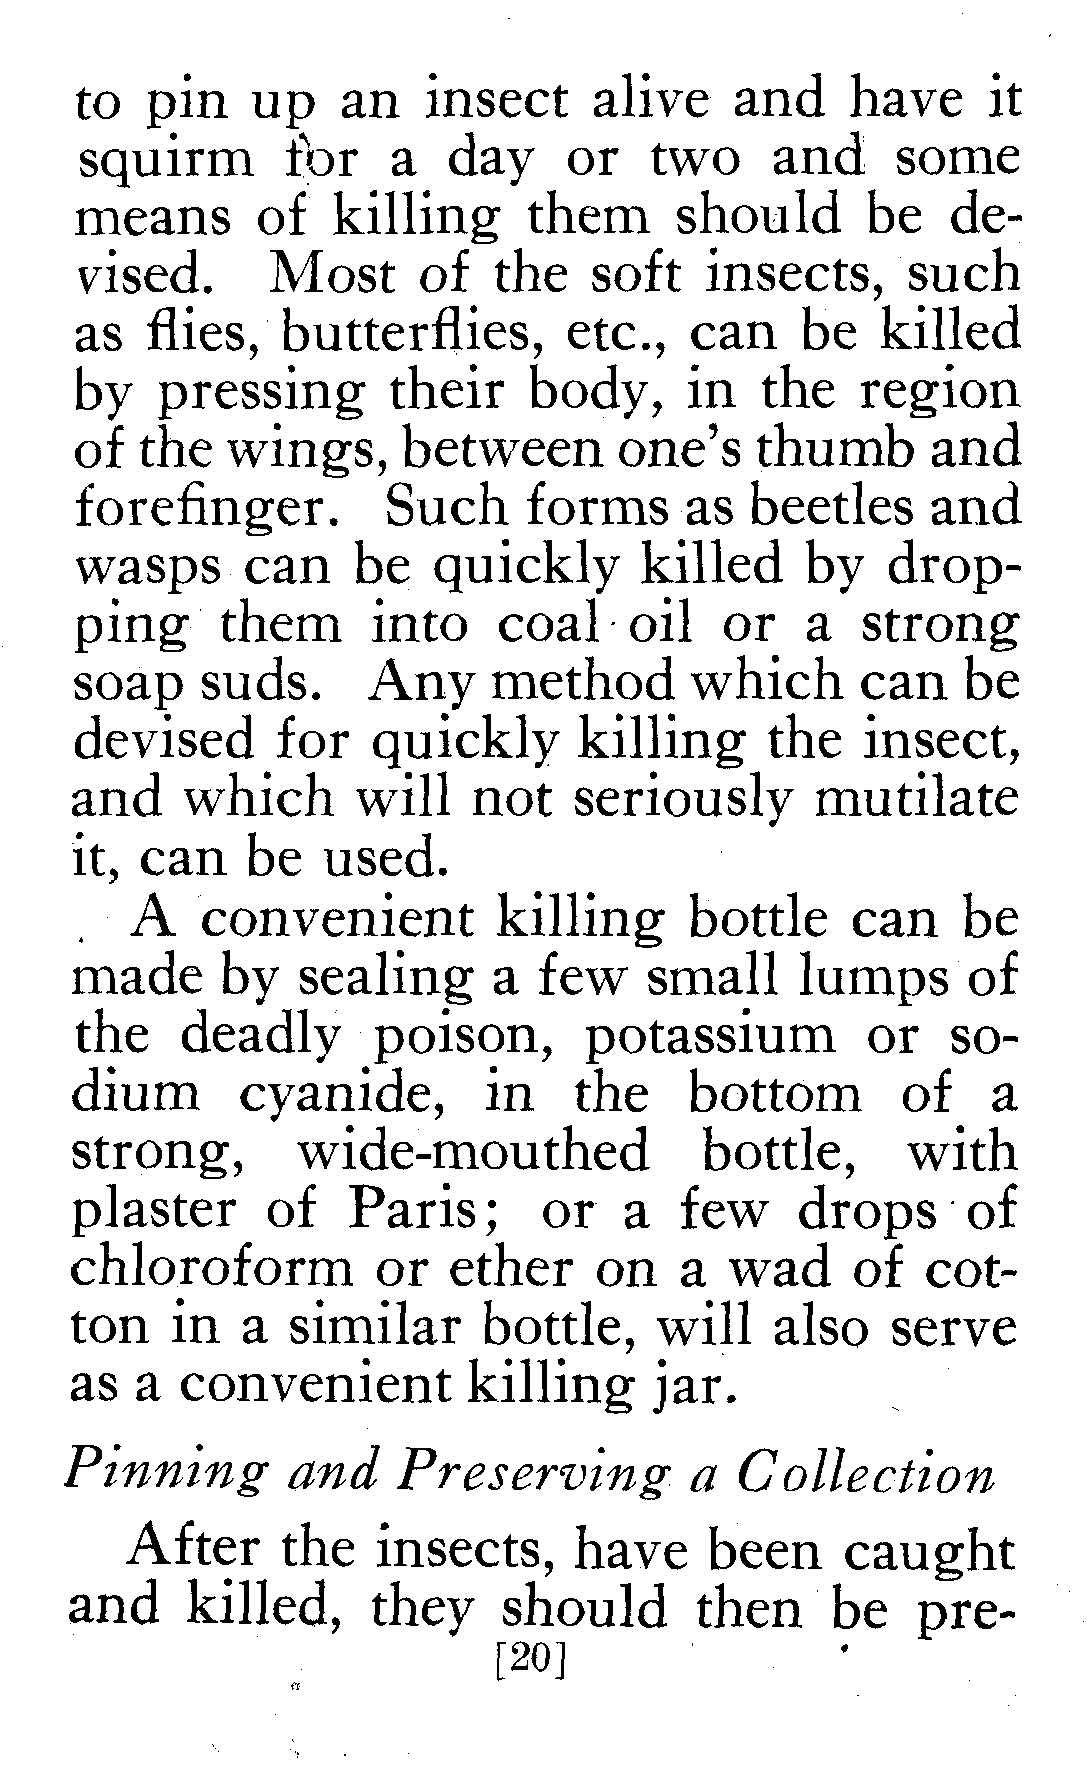 to pin up an insect alive and have it
squirm for a day or two and some
means of killing them should be de-
vised. Most of the soft insects, such
as flies, butterflies, etc., can be killed
by pressing their body, in the region
of the wings, between one's thumb and
forefinger. Such forms as beetles and
wasps can be quickly killed by drop-
ping them into coal oil or a strong
soap suds. Any method which can be
devised for quickly killing the insect,
and which will not seriously mutilate
it, can be used.
A convenient killing bottle can be
made by sealing a few small lumps of
the deadly poison, potassium or so-
dium cyanide, in the bottom of a
strong, wide-mouthed bottle, with
plaster of Paris; or a few drops of
chloroform or ether on a wad of cot-
ton in a similar bottle, will also serve
as a convenient killing jar.
Pinning and Preserving a Collection
After the insects, have been caught
and killed, they should then be pre-
[20]